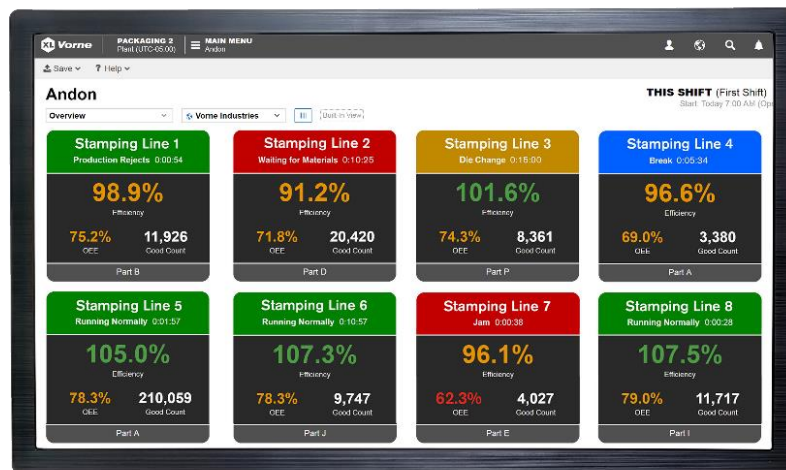 XL Vorne
PACKAGING 2
Plant (UTC-05:00)
MAIN MENU
Andon
Save
? Help
Andon
THIS SHIFT (First Shift)
Start: Today 7:00 AM
Overview
Vorne Industries
Built-in View
Stamping Line 1
Production Rejects 0:00:54
98.9%
Efficiency
75.2% 11,926
OEE Good Count
Part B
Stamping Line 2
Waiting for Materials 0:10:25
91.2%
Efficiency
71.8% 20,420
OEE Good Count
Part D
Stamping Line 3
Die Change 0:15:00
101.6%
Efficiency
74.3% 8,361
OEE Good Count
Part P
Stamping Line 4
Break 0:05:34
96.6%
Efficiency
69.0% 3,380
OEE Good Count
Part A
Stamping Line 5
Running Normally 0:01:57
105.0%
Efficiency
78.3% 210,059
OEE Good Count
Part A
Stamping Line 6
Running Normally 0:10:57
107.3%
Efficiency
78.3% 9,747
OEE Good Count
Part J
Stamping Line 7
Jam 0:00:38
96.1%
Efficiency
62.3% 4,027
OEE Good Count
Part E
Stamping Line 8
Running Normally 0:00:28
107.5%
Efficiency
79.0% 11,717
OEE Good Count
Part I